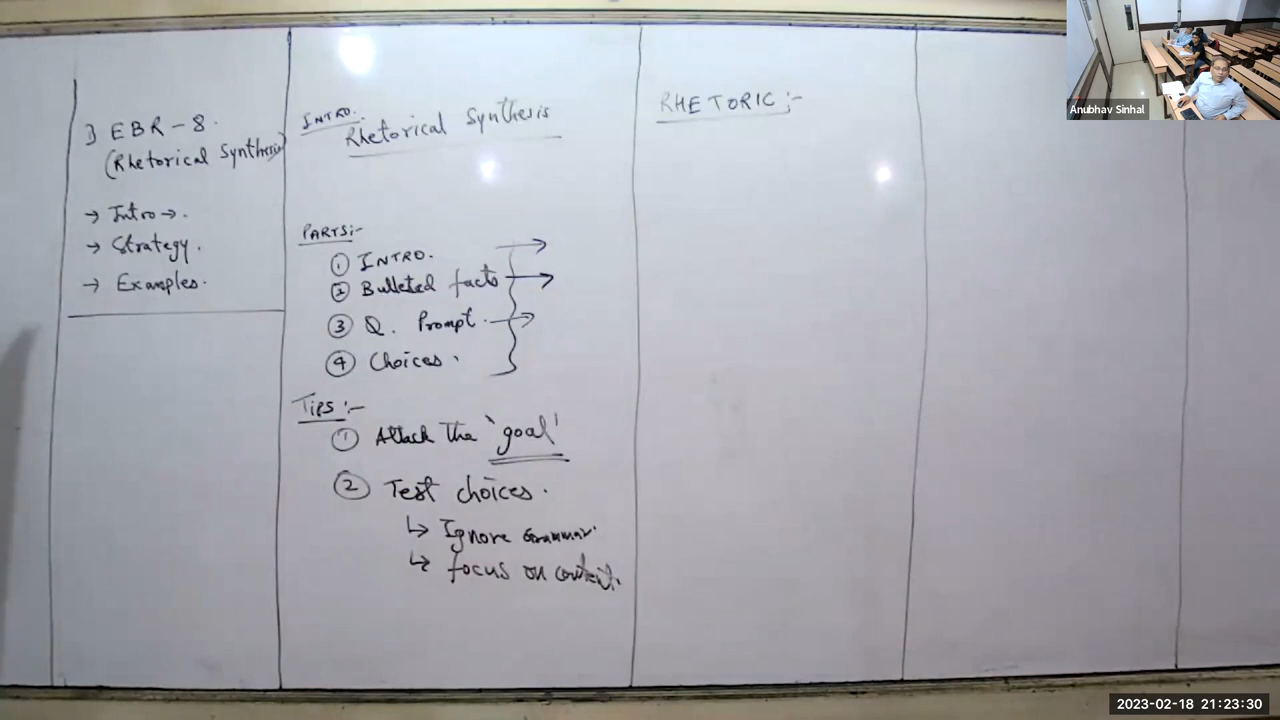 1) EBR-8.
(Rhetorical Synthesis)
→ Intro →.
→ Strategy.
→ Examples.
INTRO.
Rhetorical Synthesis
PARTS:-
① INTRO.
② Bulleted facts
③ Q. Prompt.
④ Choices.
TIPS:-
① Attack the 'goal'
② Test choices.
↳ Ignore Grammar.
↳ focus on content.
RHETORIC:-
Anubhav Sinhal
2023-02-18 21:23:30